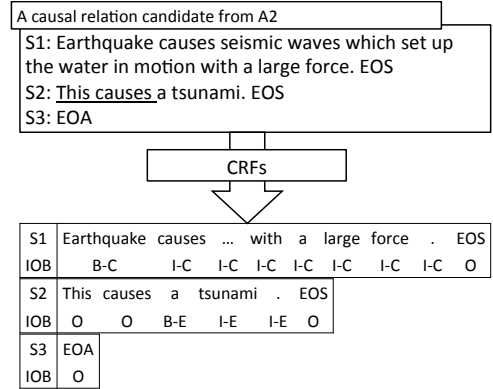 A causal relation candidate from A2
S1: Earthquake causes seismic waves which set up
the water in motion with a large force. EOS
S2: This causes a tsunami. EOS
S3: EOA
CRFs
S1 Earthquake causes ... with a large force . EOS
IOB B-C I-C I-C I-C I-C I-C I-C I-C O
S2 This causes a tsunami . EOS
IOB O O B-E I-E I-E O
S3 EOA
IOB O